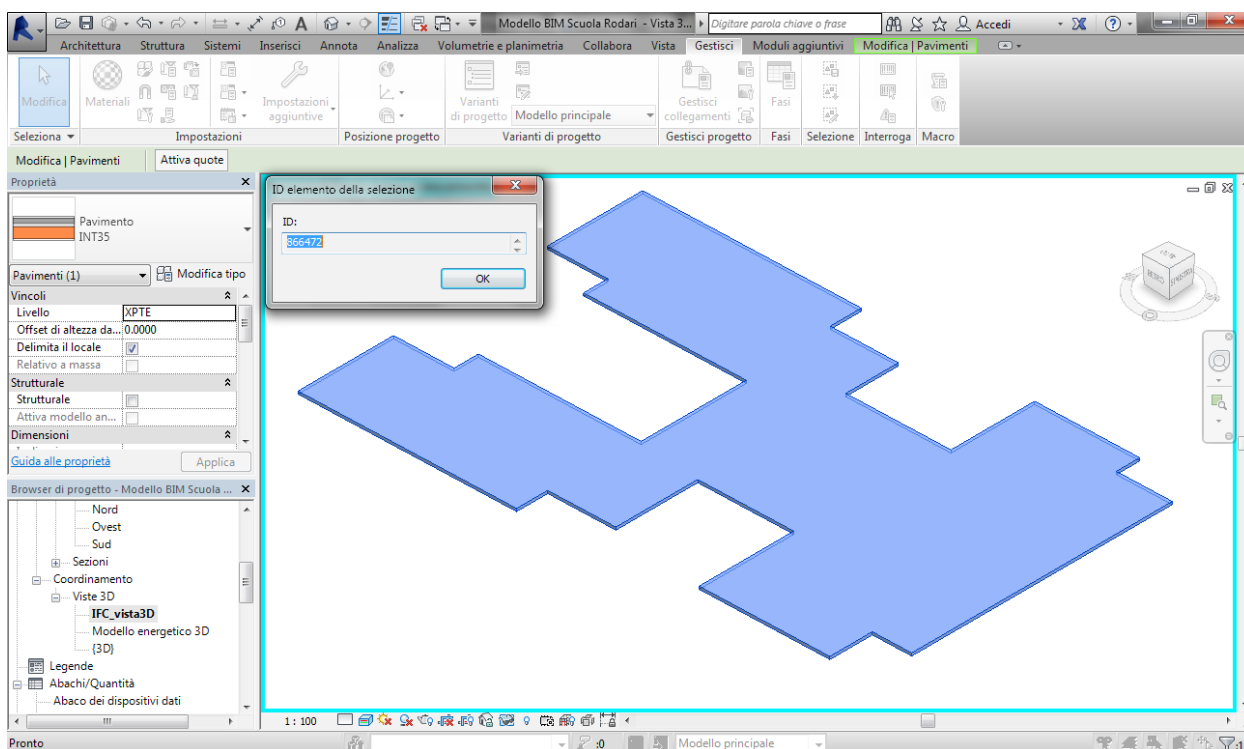 Modello BIM Scuola Rodari - Vista 3... Digitare parola chiave o frase Accedi
Architettura Struttura Sistemi Inserisci Annota Analizza Volumetrie e planimetria Collabora Vista Gestisci Moduli aggiuntivi Modifica | Pavimenti
Modifica Materiali Impostazioni aggiuntive Varianti di progetto Modello principale Gestisci collegamenti Fasi
Seleziona Impostazioni Posizione progetto Varianti di progetto Gestisci progetto Fasi Selezione Interroga Macro
Modifica | Pavimenti Attiva quote
Proprietà
Pavimento
INT35
Pavimenti (1) Modifica tipo
Vincoli
Livello XPTE
Offset di altezza da... 0.0000
Delimita il locale
Relativo a massa
Strutturale
Strutturale
Attiva modello an...
Dimensioni
Guida alle proprietà Applica
ID elemento della selezione
ID:
866472
OK
Browser di progetto - Modello BIM Scuola ...
Nord
Ovest
Sud
Sezioni
Coordinamento
Viste 3D
IFC_vista3D
Modello energetico 3D
{3D}
Legende
Abachi/Quantità
Abaco dei dispositivi dati
1 : 100
Pronto :0 Modello principale :1